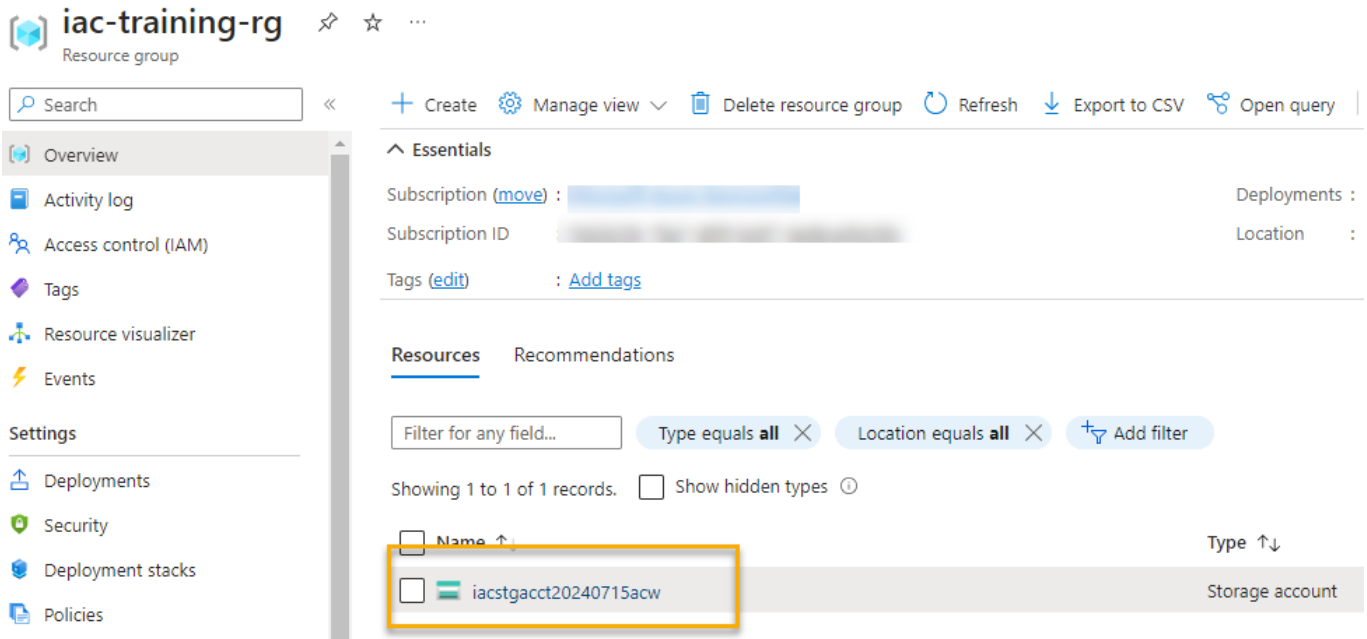 iac-training-rg
Resource group
Search
Create Manage view Delete resource group Refresh Export to CSV Open query
Overview
Activity log
Access control (IAM)
Tags
Resource visualizer
Events
Settings
Deployments
Security
Deployment stacks
Policies
Essentials
Subscription (move) :
Deployments :
Subscription ID :
Location :
Tags (edit) : Add tags
Resources Recommendations
Filter for any field... Type equals all Location equals all Add filter
Showing 1 to 1 of 1 records. Show hidden types
Name Type
iacstgacct20240715acw Storage account